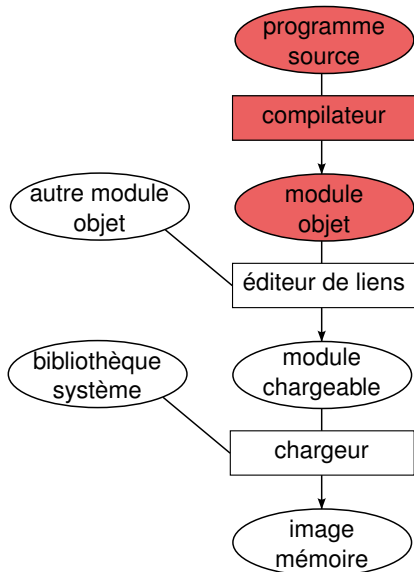 programme
source
compilateur
autre module
objet
module
objet
éditeur de liens
bibliothèque
système
module
chargeable
chargeur
image
mémoire